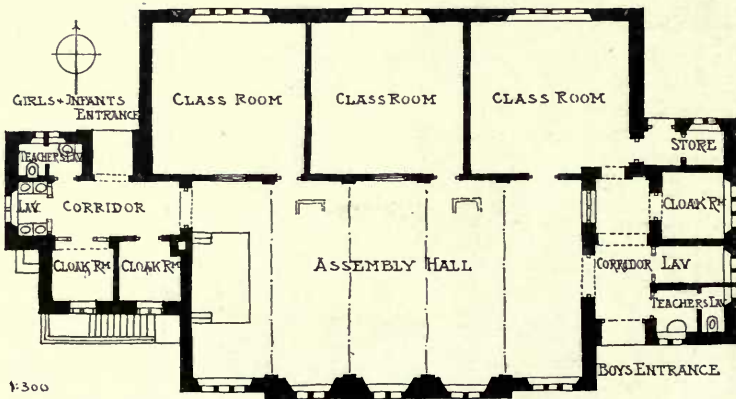 GIRLS & INFANTS
ENTRANCE
CLASS ROOM
CLASS ROOM
CLASS ROOM
TEACHERS LAV
STORE
LAV
CORRIDOR
CLOAK RM
CLOAK RM
CLOAK RM
ASSEMBLY HALL
CORRIDOR
LAV
TEACHERS LAV
BOYS ENTRANCE
1:300